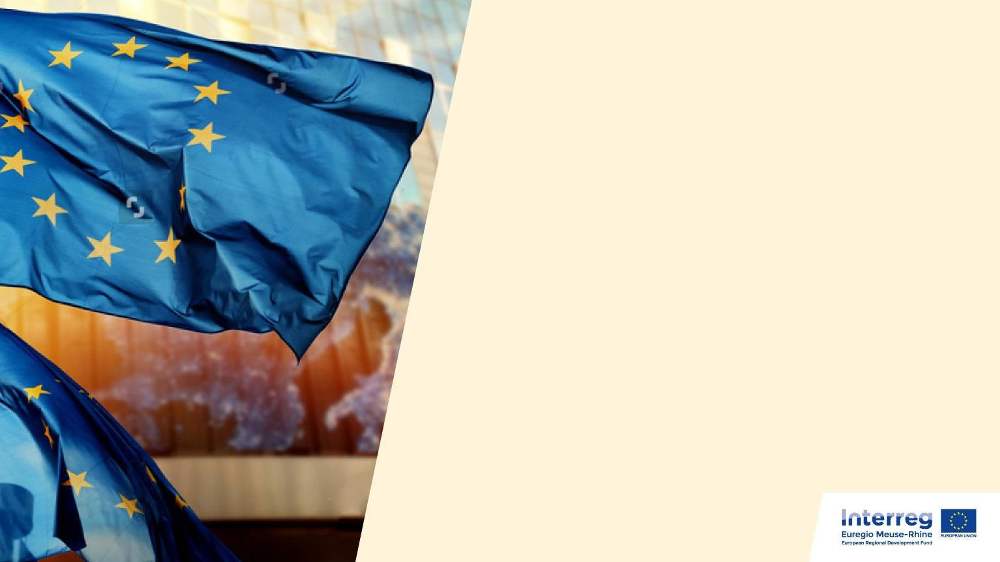 Interreg
Euregio Meuse-Rhine
European Regional Development Fund
EUROPEAN UNION